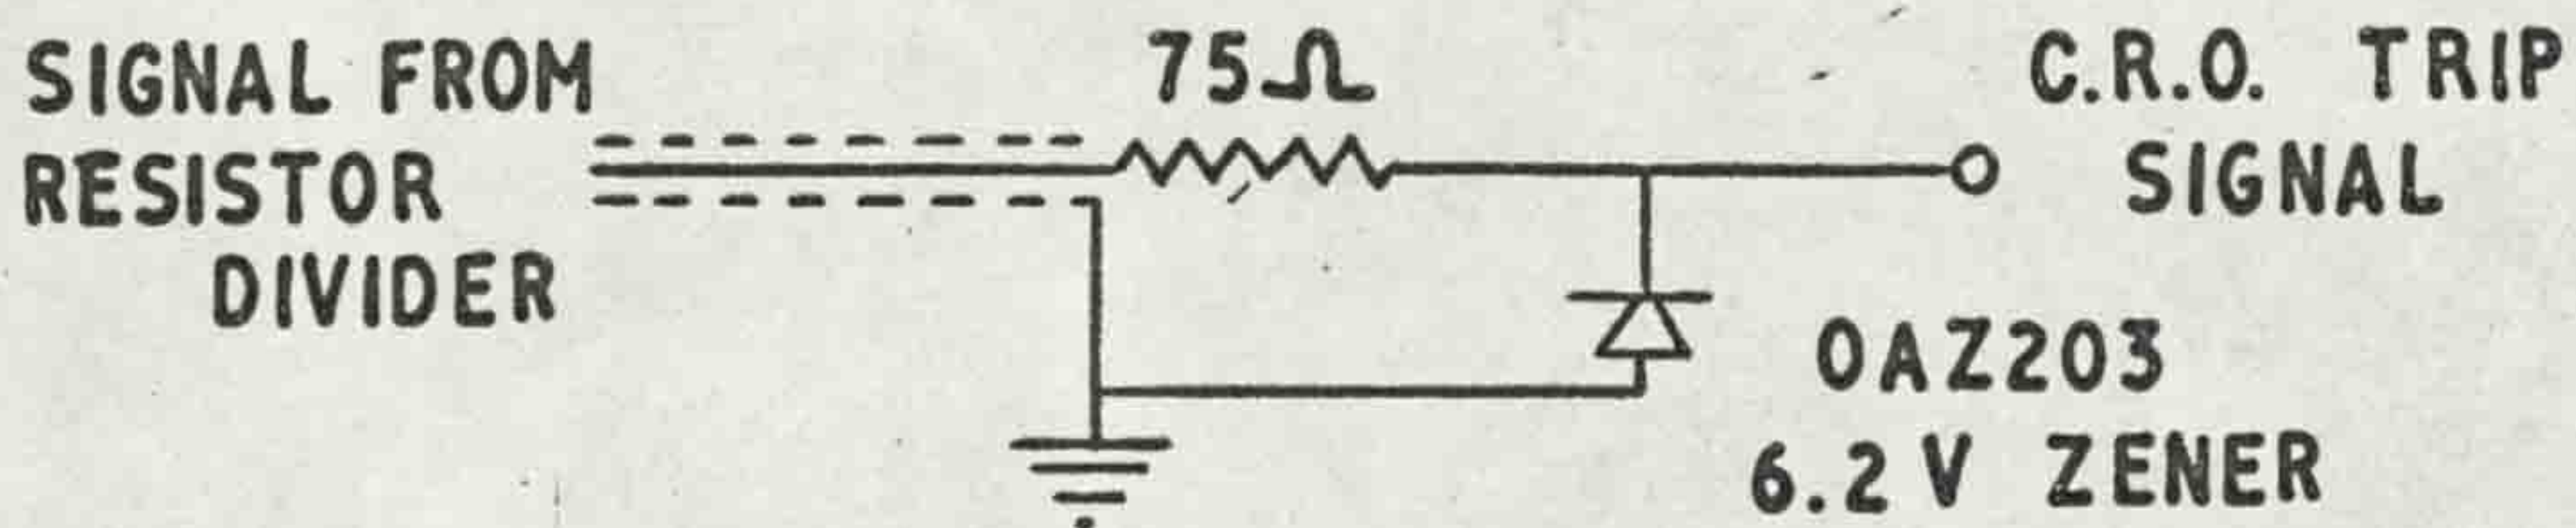 SIGNAL FROM
RESISTOR
DIVIDER
75Ω
C.R.O. TRIP
SIGNAL
OAZ203
6.2 V ZENER